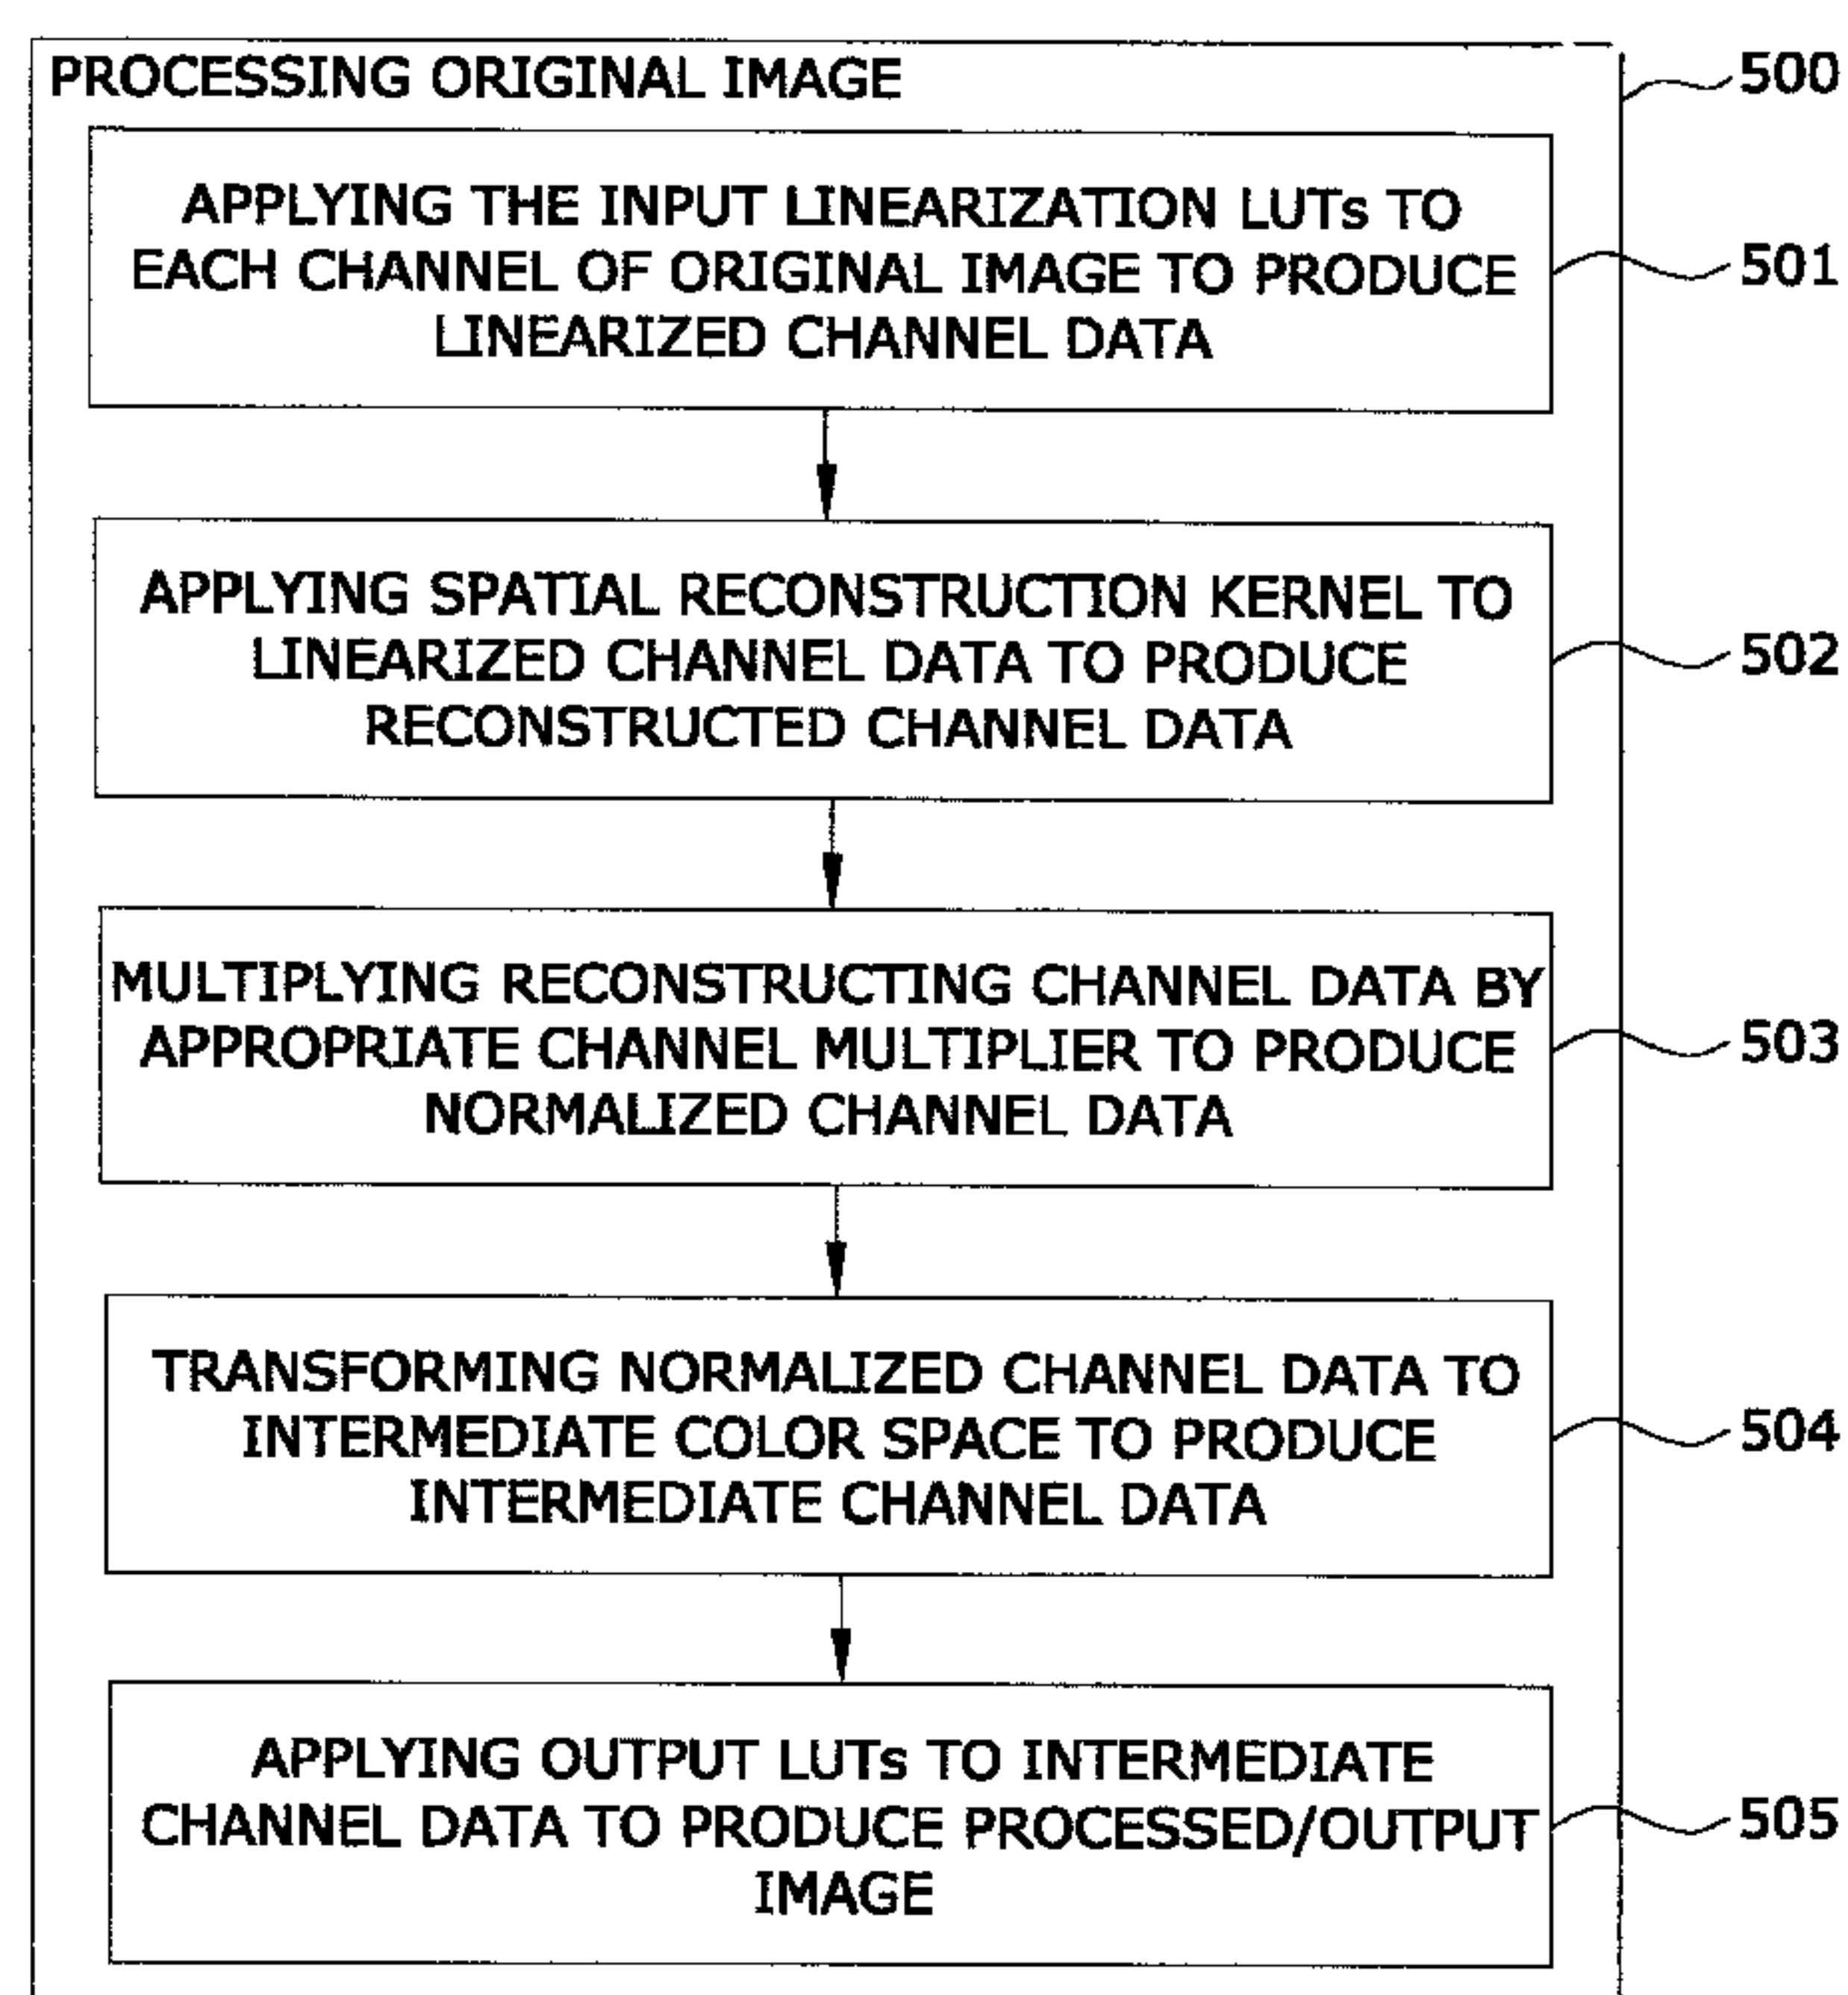 PROCESSING ORIGINAL IMAGE
500
APPLYING THE INPUT LINEARIZATION LUTs TO
EACH CHANNEL OF ORIGINAL IMAGE TO PRODUCE
LINEARIZED CHANNEL DATA
501
APPLYING SPATIAL RECONSTRUCTION KERNEL TO
LINEARIZED CHANNEL DATA TO PRODUCE
RECONSTRUCTED CHANNEL DATA
502
MULTIPLYING RECONSTRUCTING CHANNEL DATA BY
APPROPRIATE CHANNEL MULTIPLIER TO PRODUCE
NORMALIZED CHANNEL DATA
503
TRANSFORMING NORMALIZED CHANNEL DATA TO
INTERMEDIATE COLOR SPACE TO PRODUCE
INTERMEDIATE CHANNEL DATA
504
APPLYING OUTPUT LUTs TO INTERMEDIATE
CHANNEL DATA TO PRODUCE PROCESSED/OUTPUT
IMAGE
505